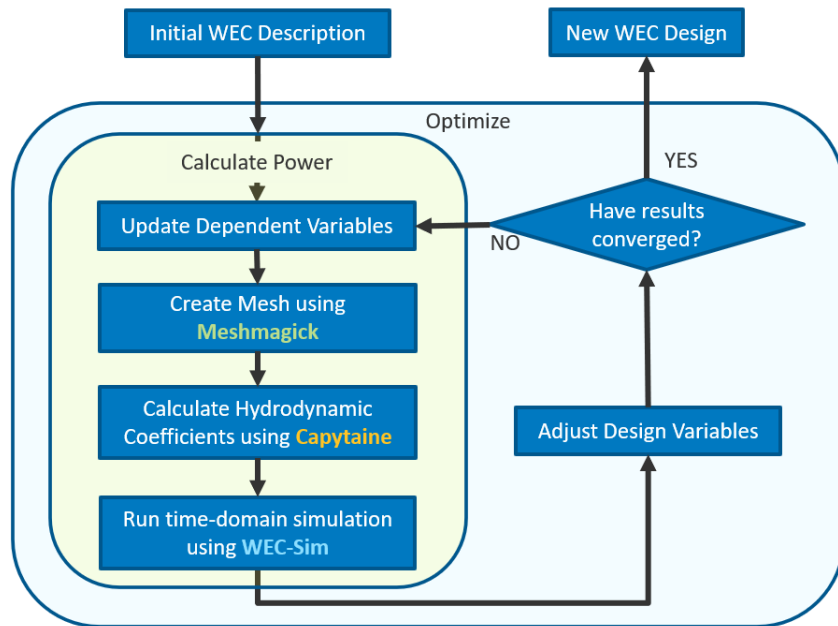 Initial WEC Description
New WEC Design
Optimize
Calculate Power
YES
Update Dependent Variables
Have results
converged?
NO
Create Mesh using
Meshmagick
Calculate Hydrodynamic
Coefficients using Capytaine
Adjust Design Variables
Run time-domain simulation
using WEC-Sim